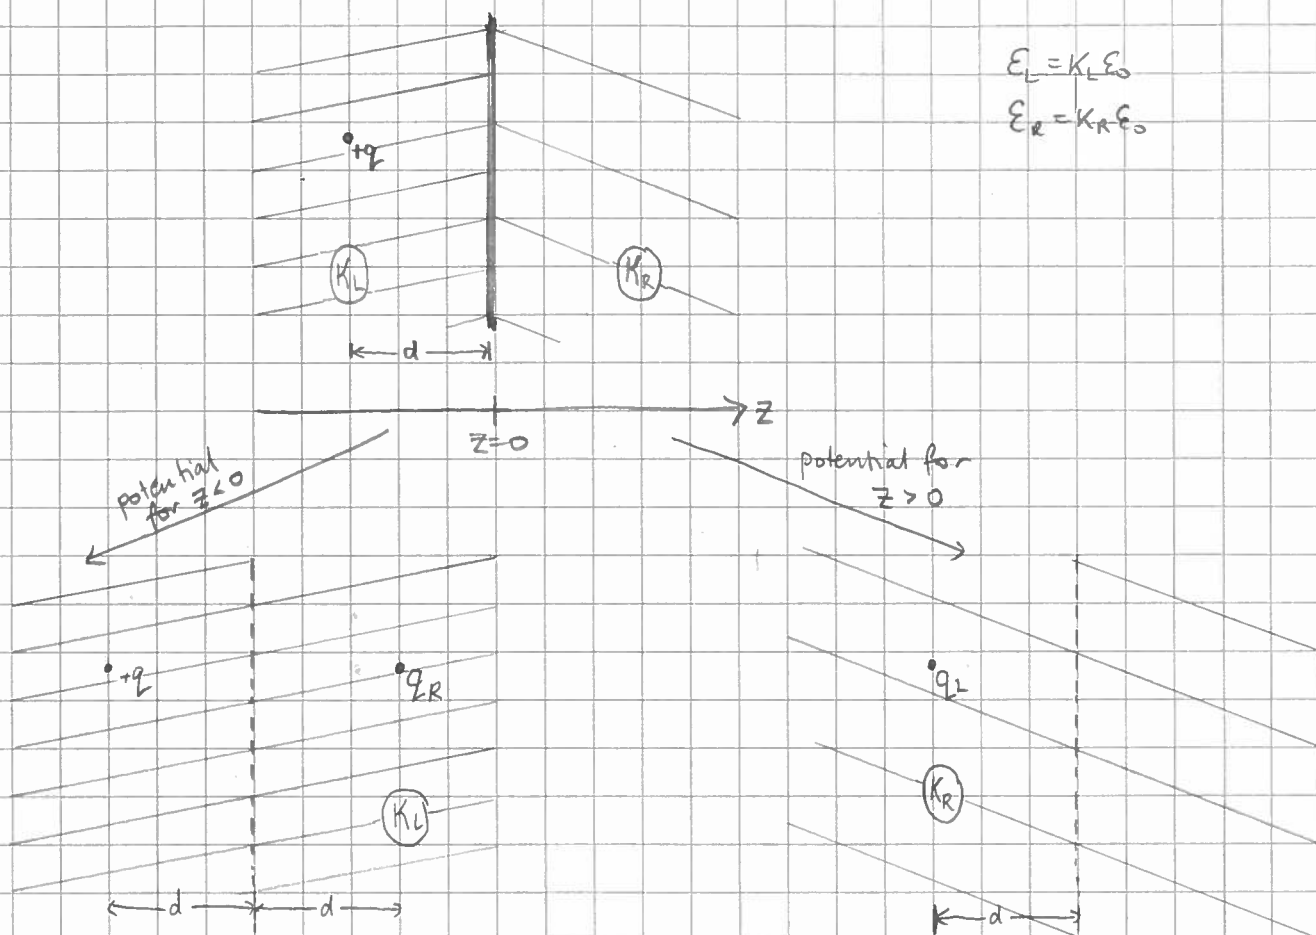 ε_L = K_L ε_0
ε_R = K_R ε_0
+q
K_L
K_R
d
z
z=0
potential
for z<0
potential for
z > 0
+q
q_R
q_L
K_L
K_R
d
d
d